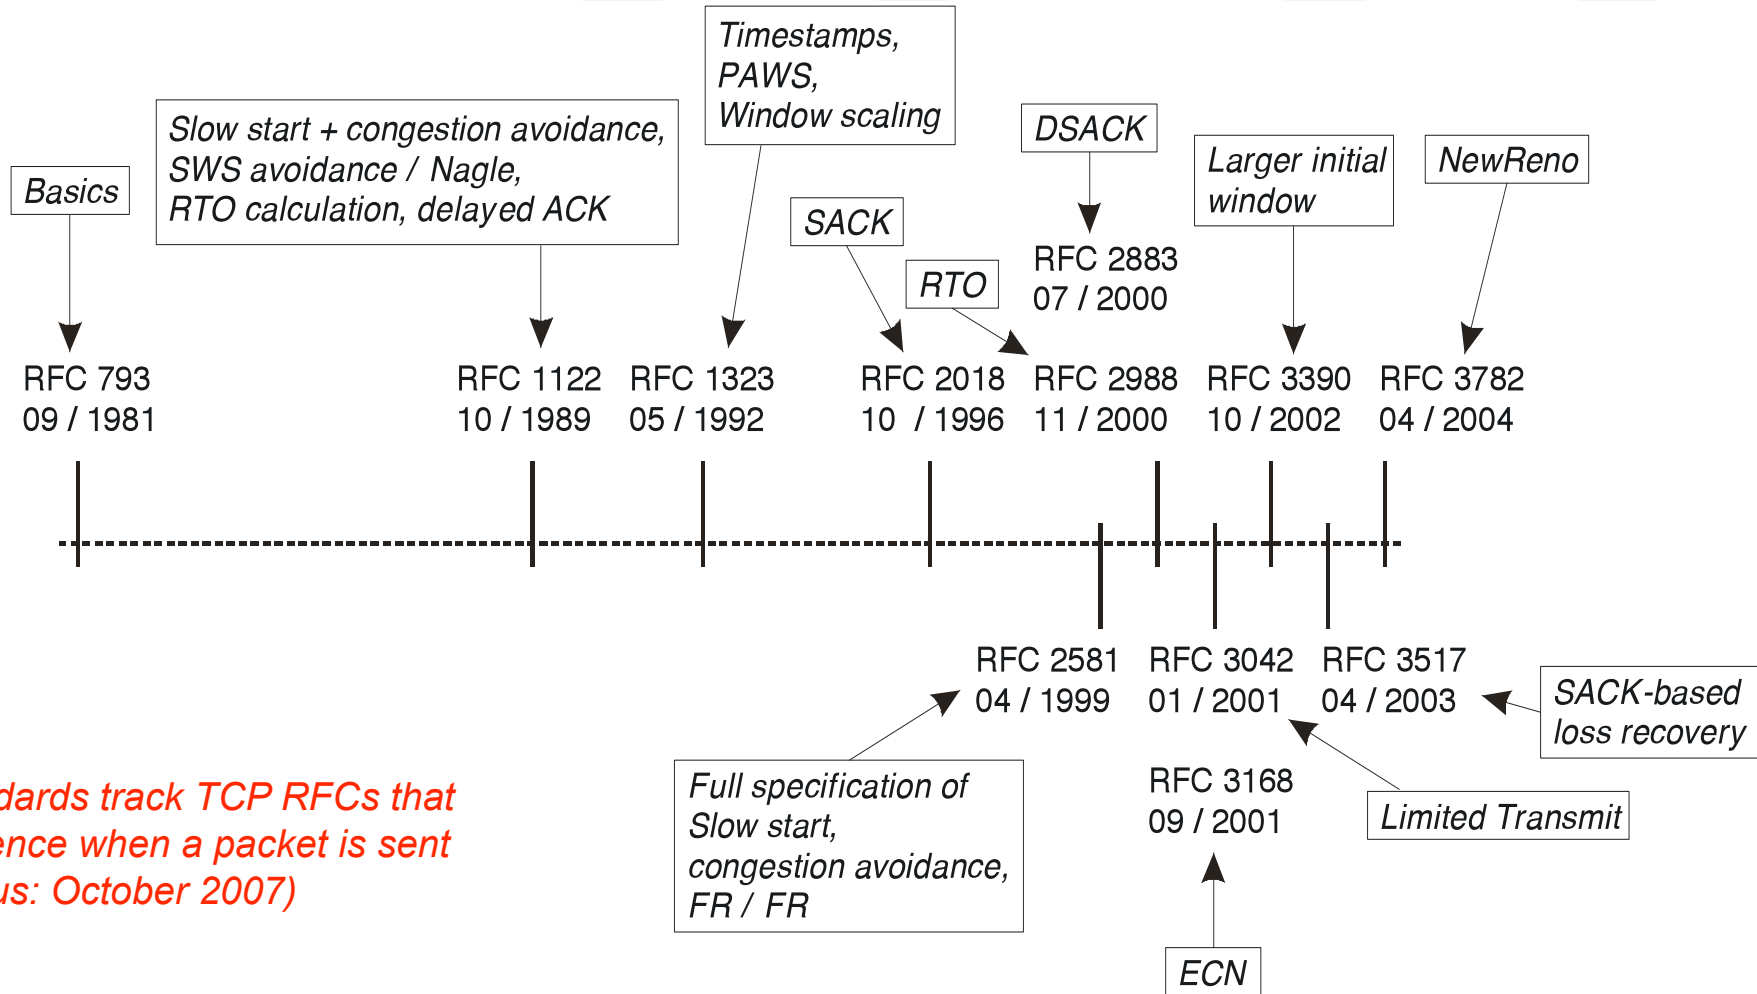 Timestamps,
PAWS,
Window scaling
Slow start + congestion avoidance,
SWS avoidance / Nagle,
RTO calculation, delayed ACK
Basics
DSACK
Larger initial
window
NewReno
SACK
RTO
RFC 2883
07 / 2000
RFC 793
09 / 1981
RFC 1122
10 / 1989
RFC 1323
05 / 1992
RFC 2018
10 / 1996
RFC 2988
11 / 2000
RFC 3390
10 / 2002
RFC 3782
04 / 2004
RFC 2581
04 / 1999
RFC 3042
01 / 2001
RFC 3517
04 / 2003
SACK-based
loss recovery
RFC 3168
09 / 2001
Limited Transmit
Full specification of
Slow start,
congestion avoidance,
FR / FR
ECN
dards track TCP RFCs that
ence when a packet is sent
us: October 2007)